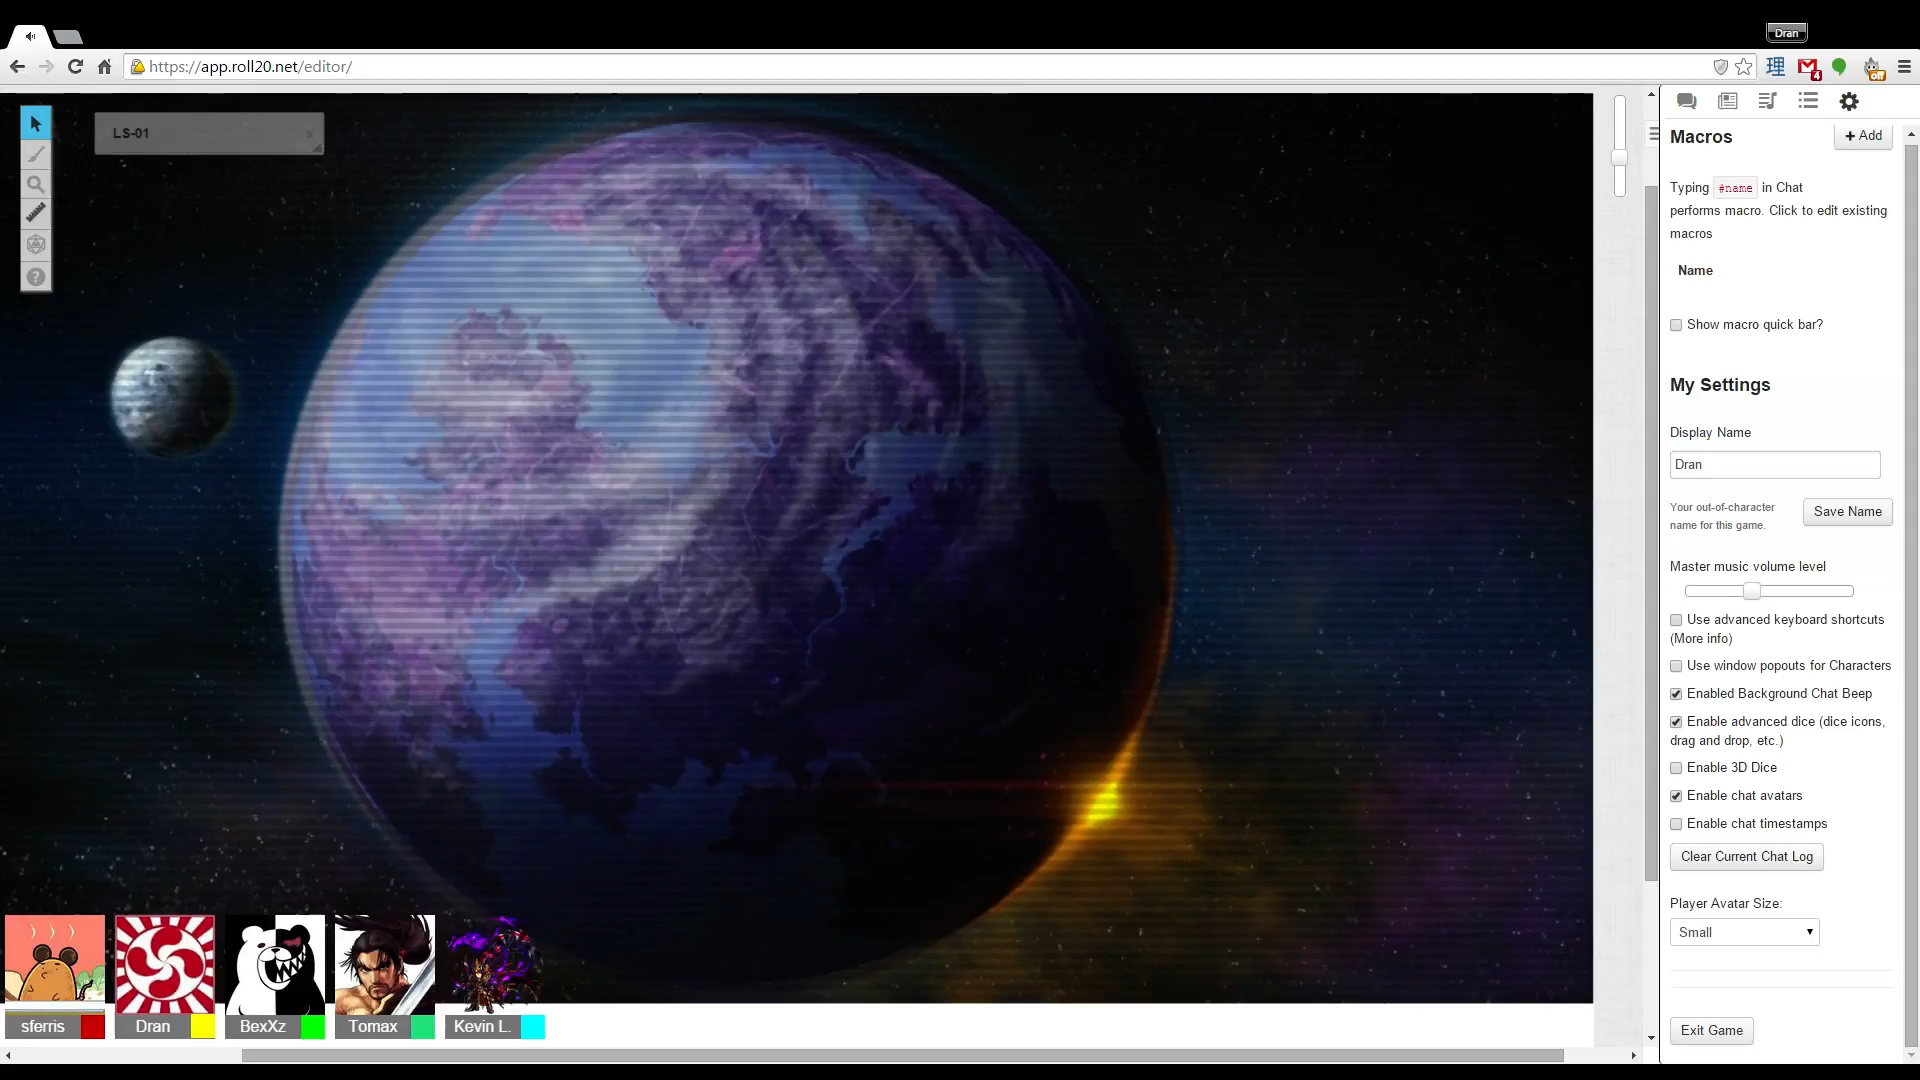 Dran
https://app.roll20.net/editor/
理
4
off
LS-01
Macros
+ Add
Typing #name in Chat
performs macro. Click to edit existing
macros
Name
Show macro quick bar?
My Settings
Display Name
Dran
Your out-of-character
name for this game.
Save Name
Master music volume level
Use advanced keyboard shortcuts
(More info)
Use window popouts for Characters
Enabled Background Chat Beep
Enable advanced dice (dice icons,
drag and drop, etc.)
Enable 3D Dice
Enable chat avatars
Enable chat timestamps
Clear Current Chat Log
Player Avatar Size:
Small
Exit Game
sferris
Dran
BexXz
Tomax
Kevin L.